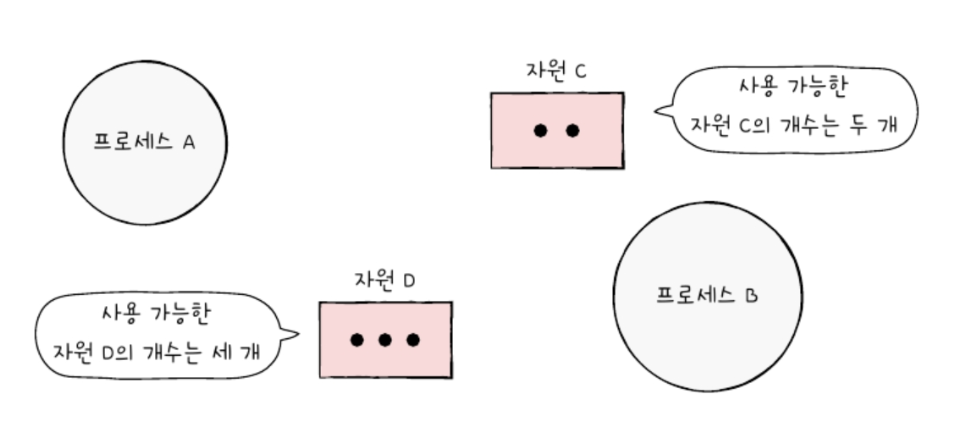 자원 C
사용 가능한
자원 C의 개수는 두 개
프로세스 A
자원 D
사용 가능한
자원 D의 개수는 세 개
프로세스 B